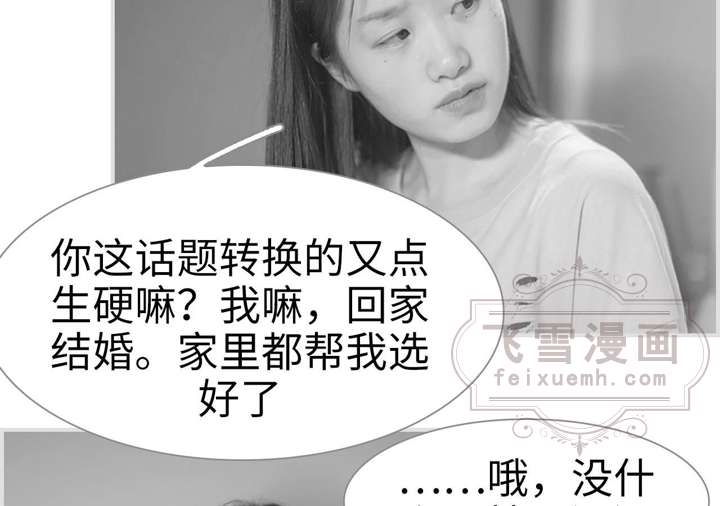 你这话题转换的又点
生硬嘛？我嘛，回家
结婚。家里都帮我选
好了
飞雪漫画
feixuemh.com
……哦，没什